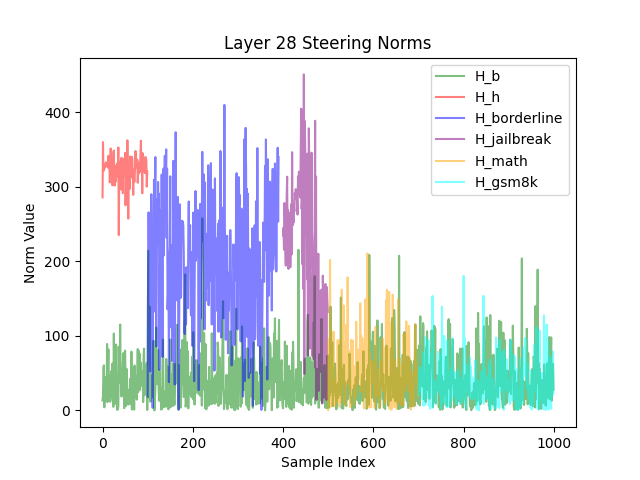 Layer 28 Steering Norms
H_b
H_h
H_borderline
H_jailbreak
H_math
H_gsm8k
Norm Value
400
300
200
100
0
0
200
400
600
800
1000
Sample Index